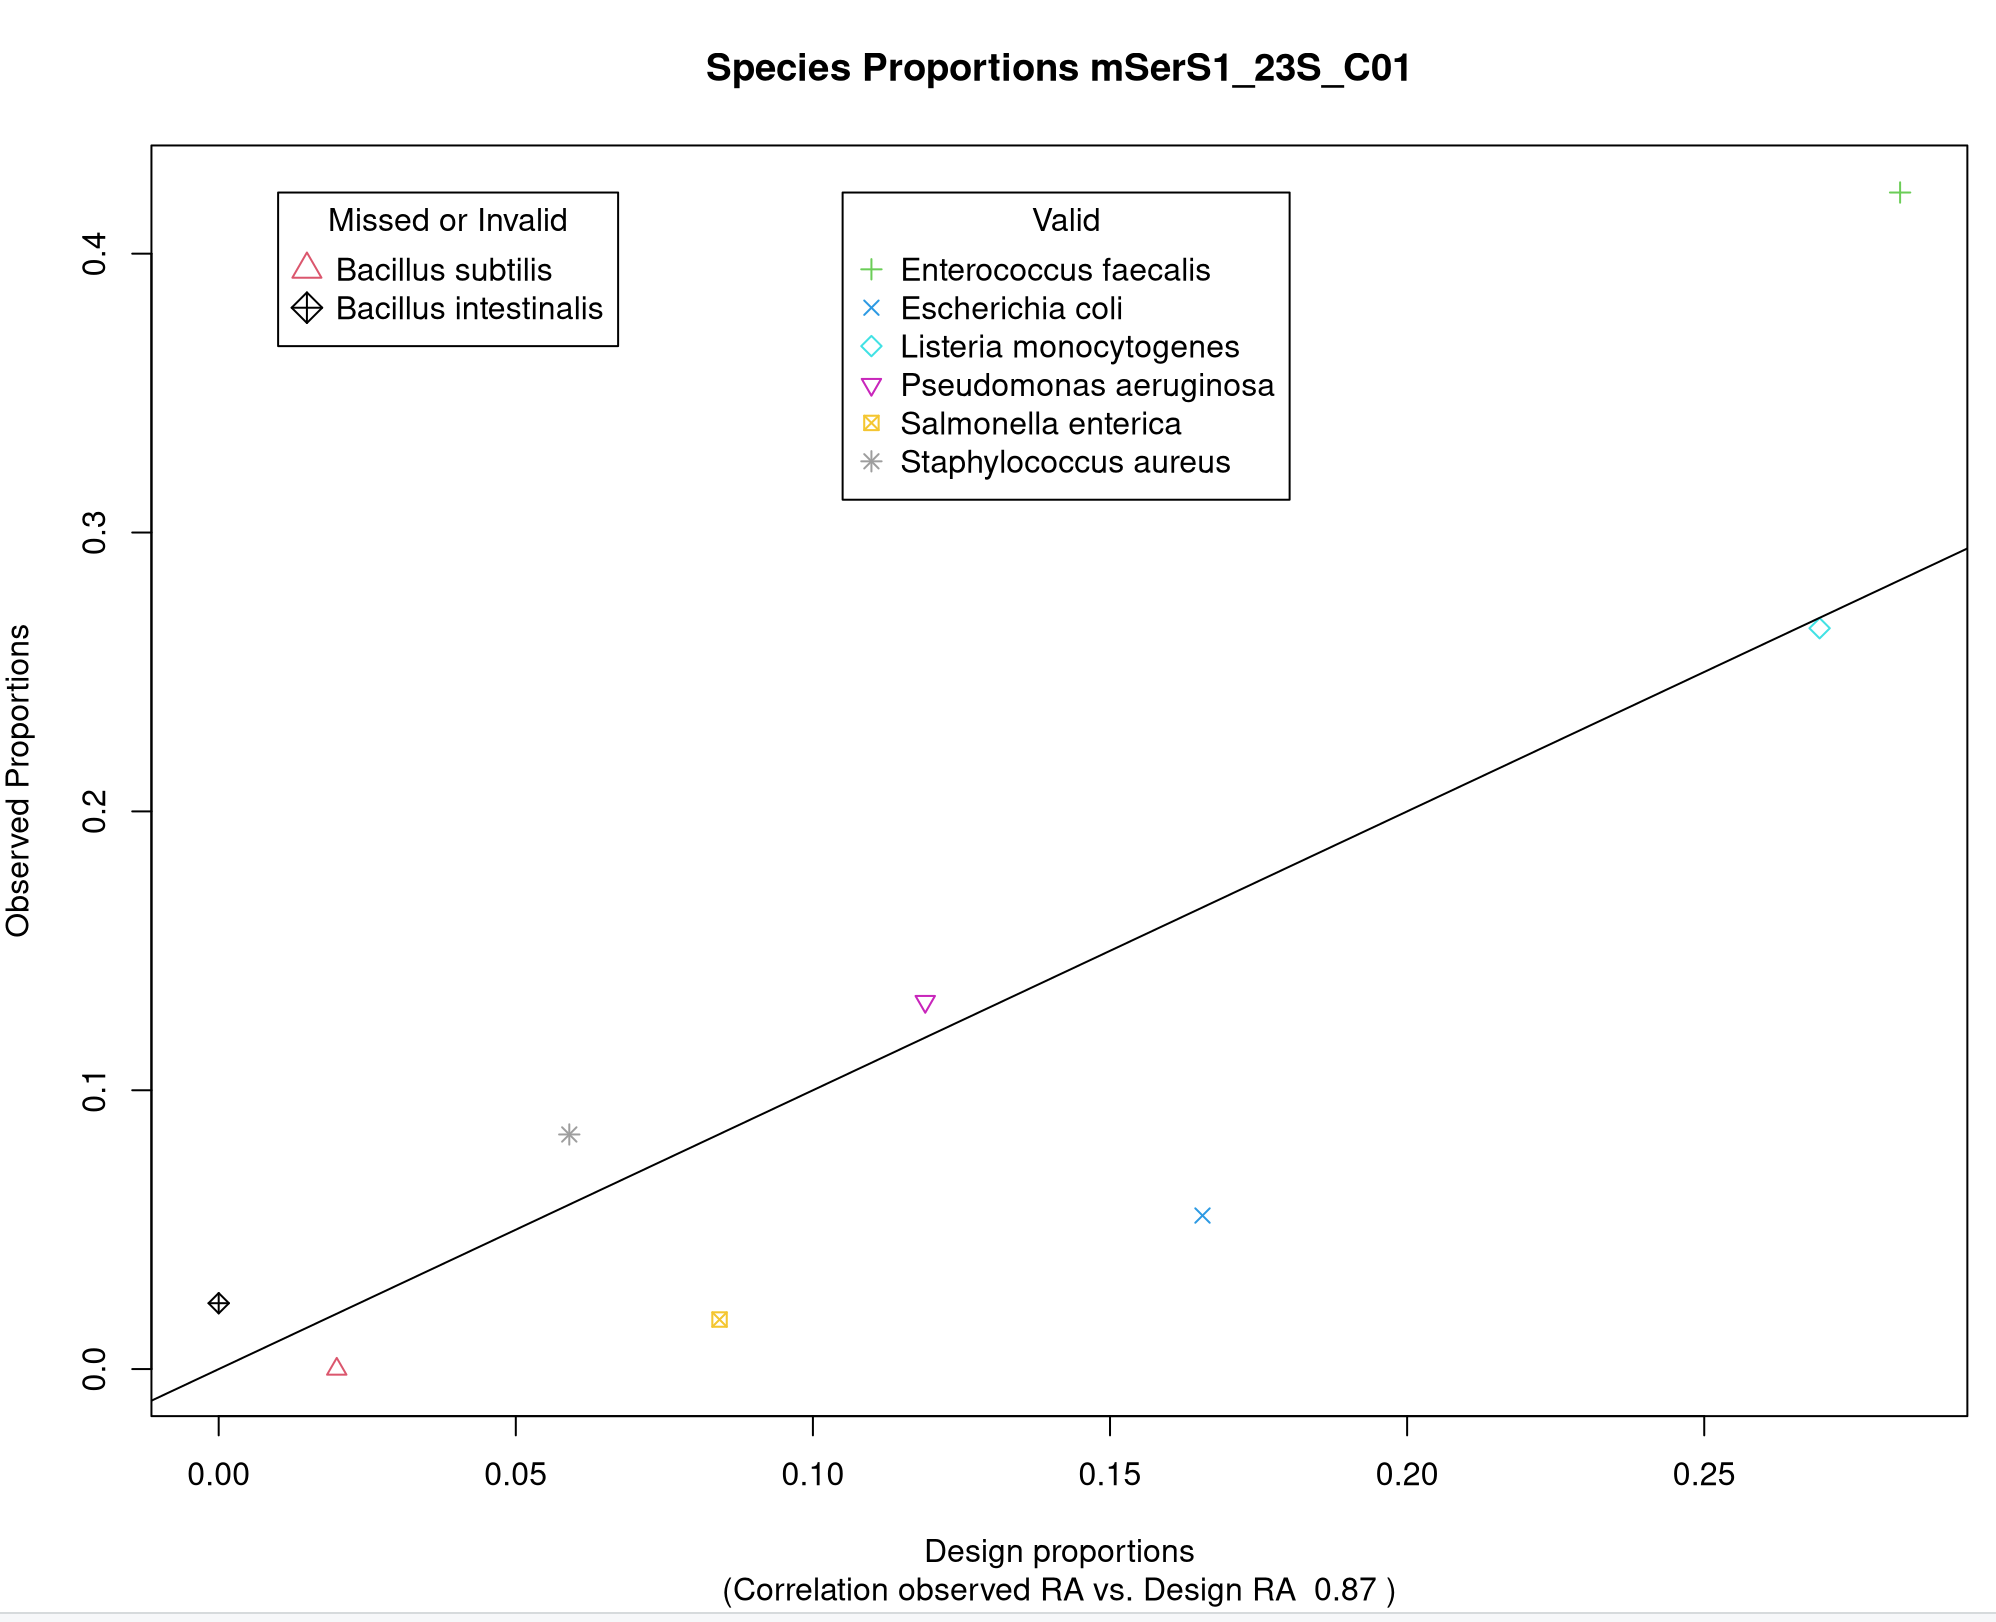 Species Proportions mSerS1_23S_C01
Missed or Invalid
Bacillus subtilis
Bacillus intestinalis
Valid
Enterococcus faecalis
Escherichia coli
Listeria monocytogenes
Pseudomonas aeruginosa
Salmonella enterica
Staphylococcus aureus
Observed Proportions
0.4
0.3
0.2
0.1
0.0
0.00 0.05 0.10 0.15 0.20 0.25
Design proportions
(Correlation observed RA vs. Design RA  0.87 )